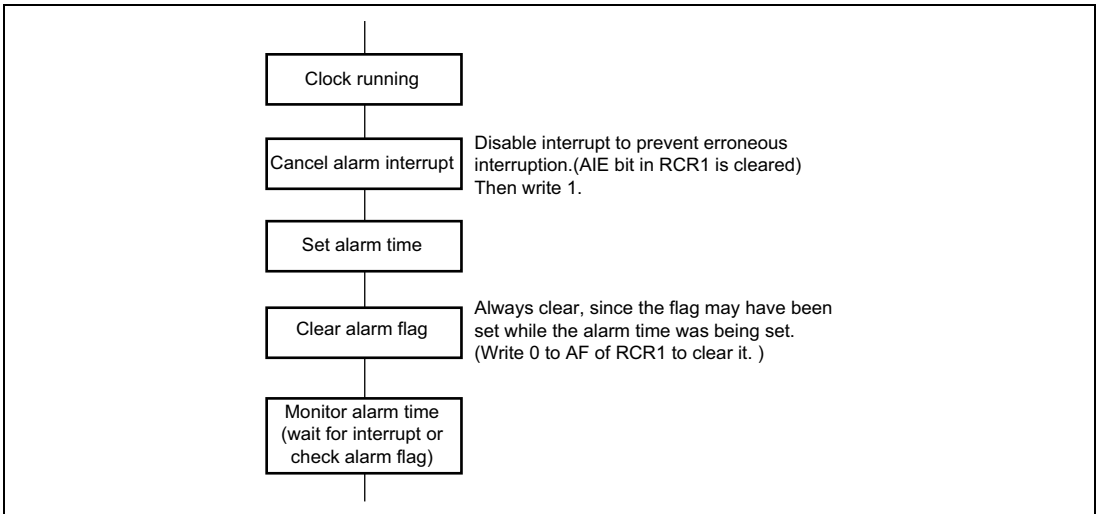 Clock running
Cancel alarm interrupt
Disable interrupt to prevent erroneous
interruption.(AIE bit in RCR1 is cleared)
Then write 1.
Set alarm time
Clear alarm flag
Always clear, since the flag may have been
set while the alarm time was being set.
(Write 0 to AF of RCR1 to clear it. )
Monitor alarm time
(wait for interrupt or
check alarm flag)